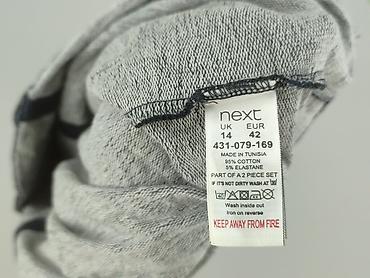 next
UK EUR
14 42
431-079-169
MADE IN TUNISIA
95% COTTON
5% ELASTANE
PART OF A 2 PIECE SET
IF IT'S NOT DIRTY WASH AT 30°
Wash inside out
Iron on reverse
KEEP AWAY FROM FIRE